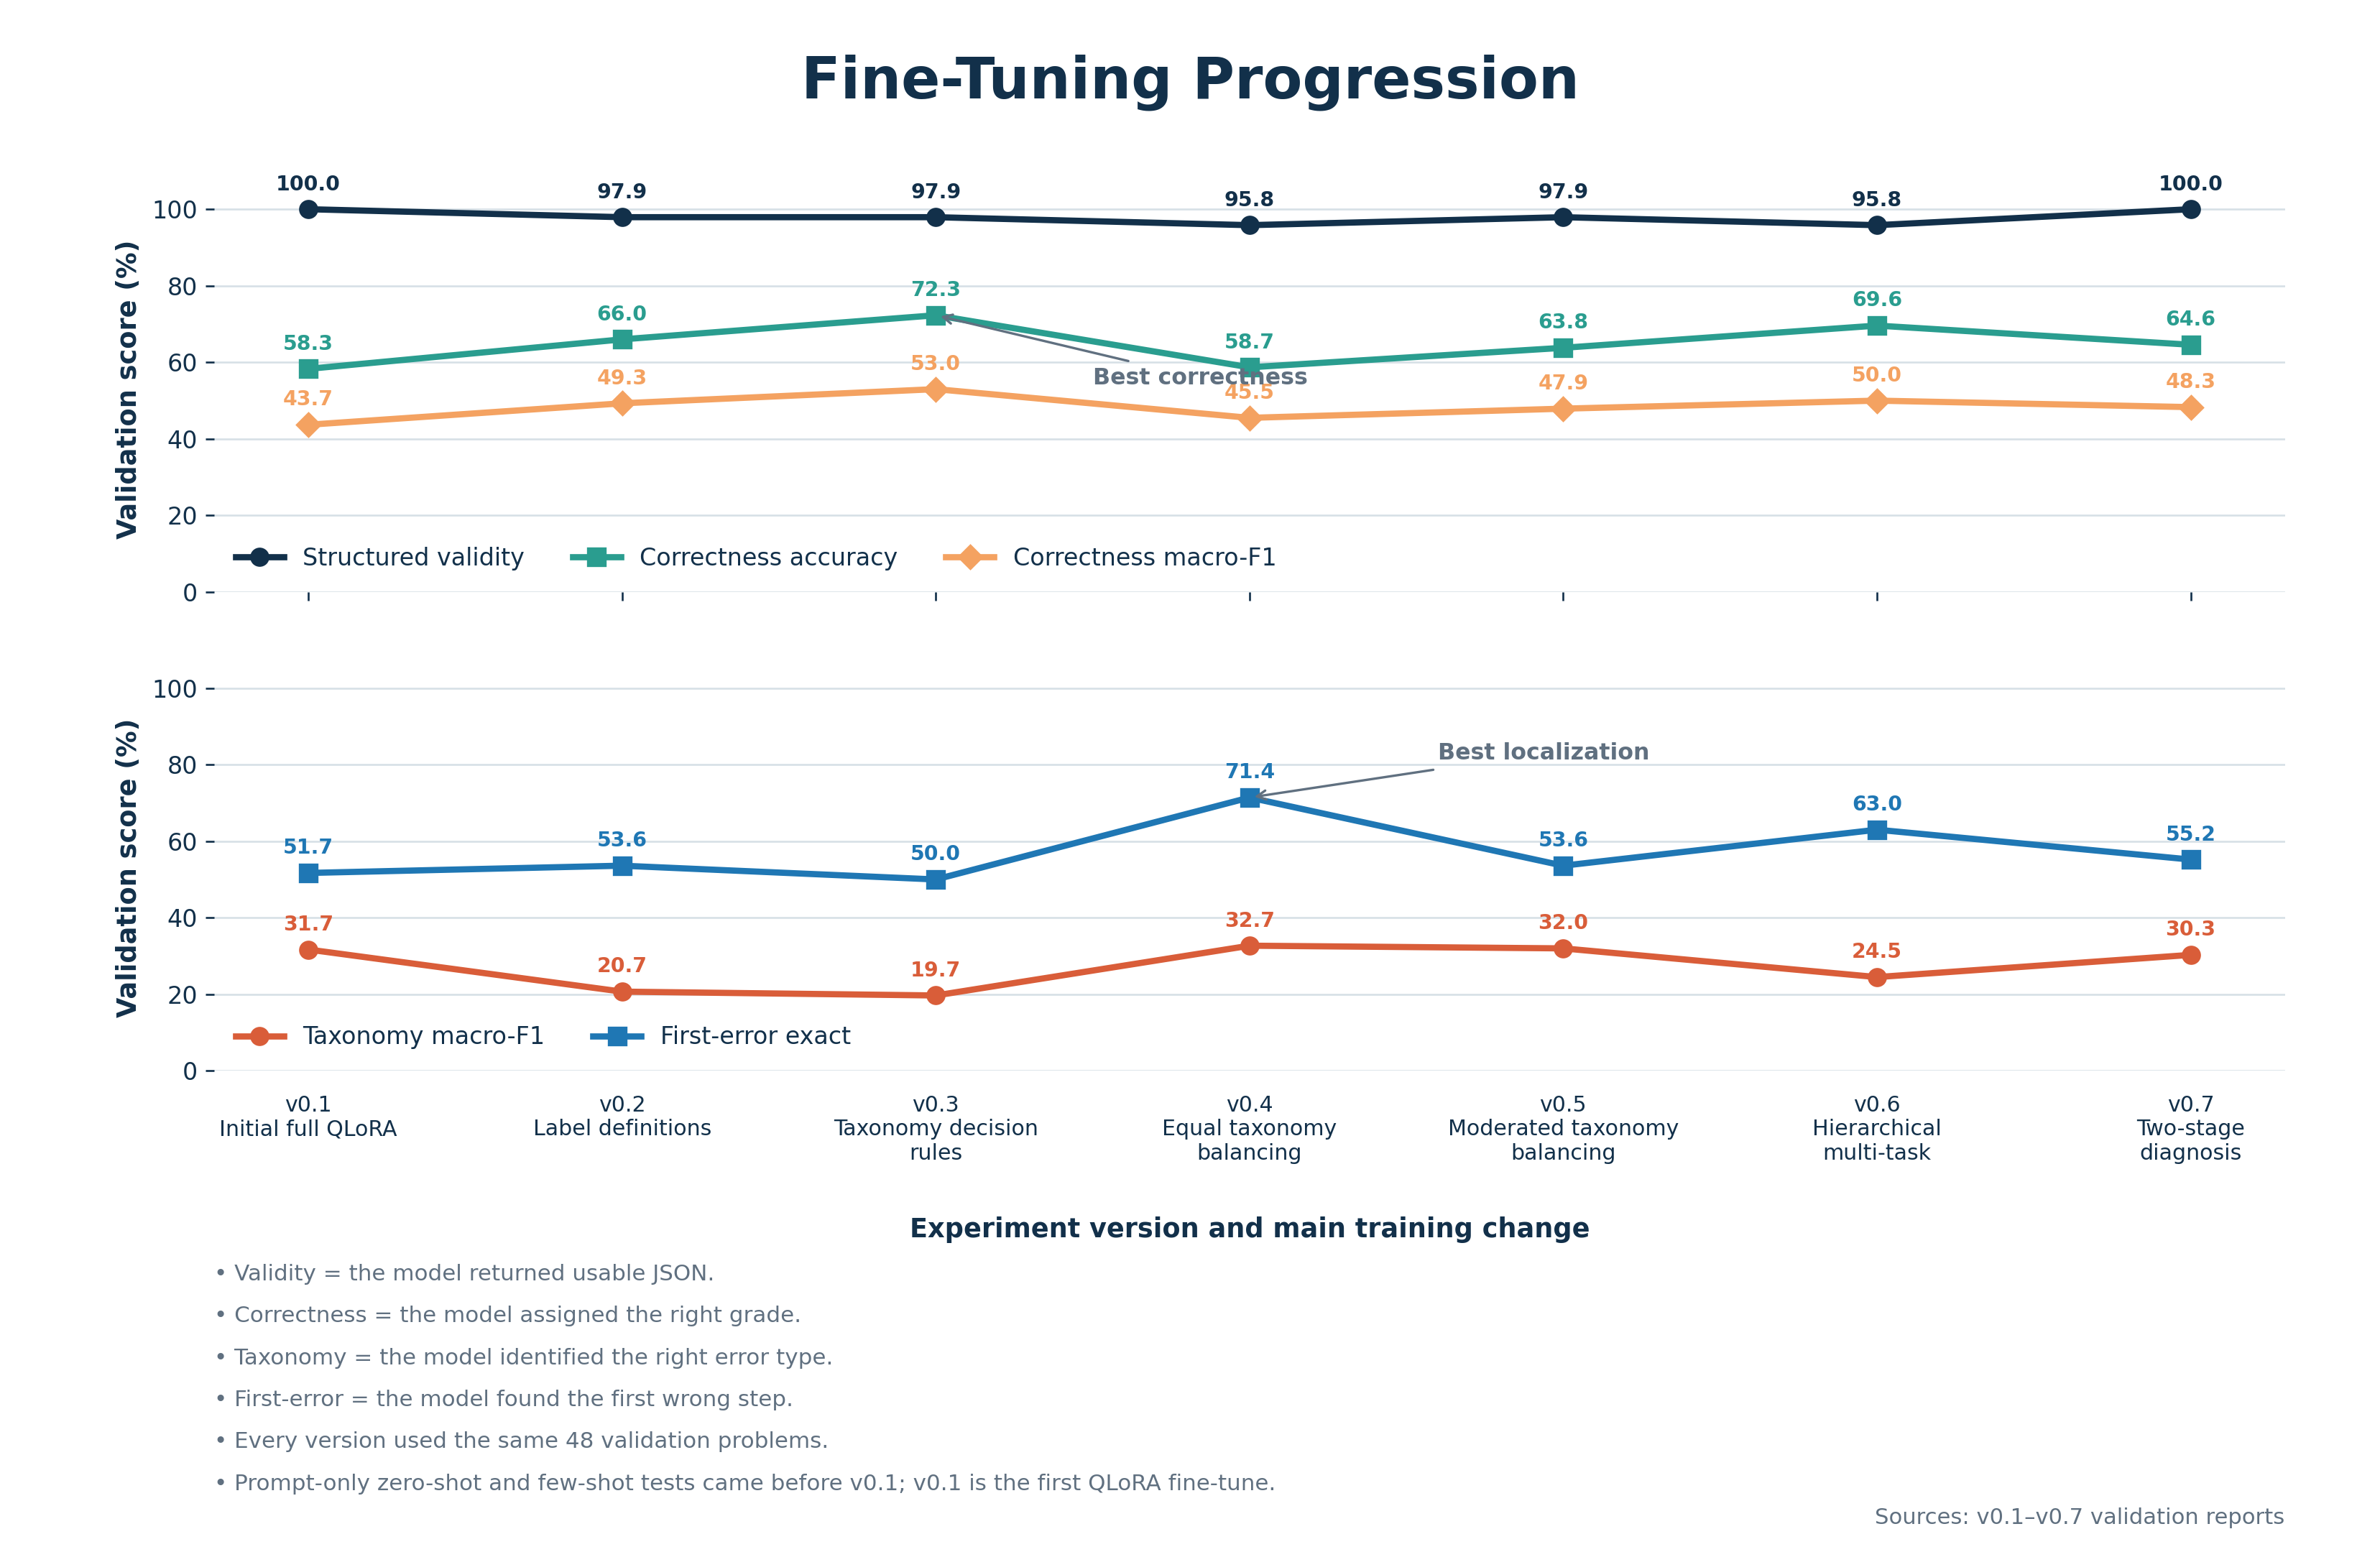 Fine-Tuning Progression
100.0
97.9
97.9
95.8
97.9
95.8
100.0
Validation score (%)
100
80
60
40
20
0
58.3
66.0
72.3
58.7
63.8
69.6
64.6
43.7
49.3
53.0
45.5
47.9
50.0
48.3
Best correctness
Structured validity
Correctness accuracy
Correctness macro-F1
Validation score (%)
100
80
60
40
20
0
Best localization
51.7
53.6
50.0
71.4
53.6
63.0
55.2
31.7
20.7
19.7
32.7
32.0
24.5
30.3
Taxonomy macro-F1
First-error exact
v0.1
Initial full QLoRA
v0.2
Label definitions
v0.3
Taxonomy decision
rules
v0.4
Equal taxonomy
balancing
v0.5
Moderated taxonomy
balancing
v0.6
Hierarchical
multi-task
v0.7
Two-stage
diagnosis
Experiment version and main training change
• Validity = the model returned usable JSON.
• Correctness = the model assigned the right grade.
• Taxonomy = the model identified the right error type.
• First-error = the model found the first wrong step.
• Every version used the same 48 validation problems.
• Prompt-only zero-shot and few-shot tests came before v0.1; v0.1 is the first QLoRA fine-tune.
Sources: v0.1–v0.7 validation reports